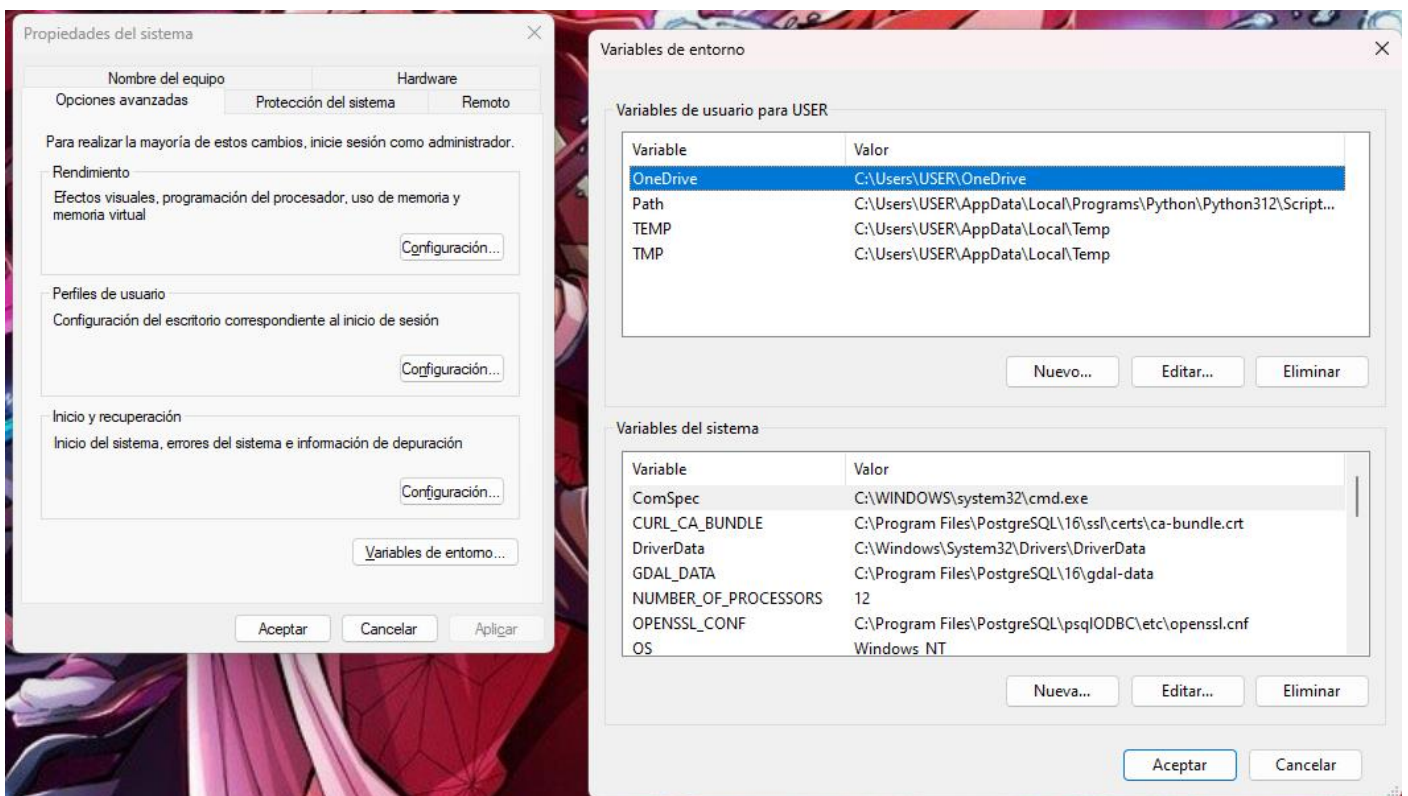 Propiedades del sistema
Nombre del equipo Hardware
Opciones avanzadas Protección del sistema Remoto
Para realizar la mayoría de estos cambios, inicie sesión como administrador.
Rendimiento
Efectos visuales, programación del procesador, uso de memoria y
memoria virtual
Configuración...
Perfiles de usuario
Configuración del escritorio correspondiente al inicio de sesión
Configuración...
Inicio y recuperación
Inicio del sistema, errores del sistema e información de depuración
Configuración...
Variables de entorno...
Aceptar Cancelar Aplicar
Variables de entorno
Variables de usuario para USER
Variable Valor
OneDrive C:\Users\USER\OneDrive
Path C:\Users\USER\AppData\Local\Programs\Python\Python312\Script...
TEMP C:\Users\USER\AppData\Local\Temp
TMP C:\Users\USER\AppData\Local\Temp
Nuevo... Editar... Eliminar
Variables del sistema
Variable Valor
ComSpec C:\WINDOWS\system32\cmd.exe
CURL_CA_BUNDLE C:\Program Files\PostgreSQL\16\ssl\certs\ca-bundle.crt
DriverData C:\Windows\System32\Drivers\DriverData
GDAL_DATA C:\Program Files\PostgreSQL\16\gdal-data
NUMBER_OF_PROCESSORS 12
OPENSSL_CONF C:\Program Files\PostgreSQL\psqlODBC\etc\openssl.cnf
OS Windows_NT
Nueva... Editar... Eliminar
Aceptar Cancelar